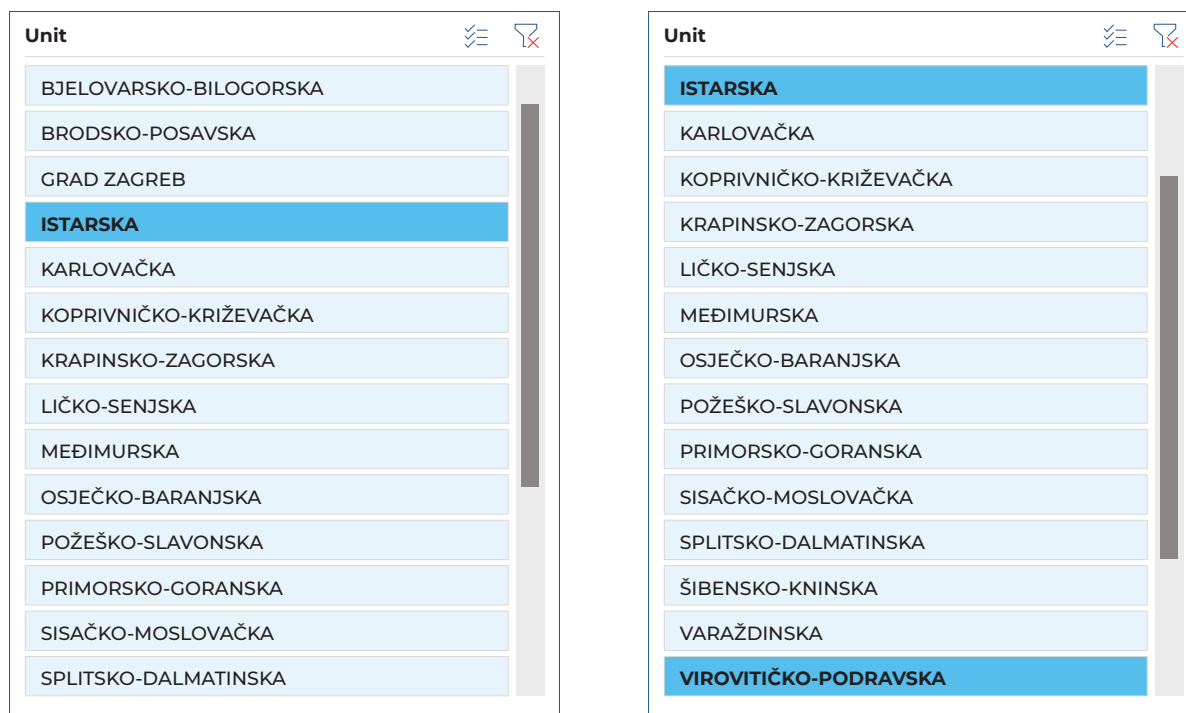 Unit
BJELOVARSKO-BILOGORSKA
BRODSKO-POSAVSKA
GRAD ZAGREB
ISTARSKA
KARLOVAČKA
KOPRIVNIČKO-KRIŽEVAČKA
KRAPINSKO-ZAGORSKA
LIČKO-SENJSKA
MEĐIMURSKA
OSJEČKO-BARANJSKA
POŽEŠKO-SLAVONSKA
PRIMORSKO-GORANSKA
SISAČKO-MOSLOVAČKA
SPLITSKO-DALMATINSKA
Unit
ISTARSKA
KARLOVAČKA
KOPRIVNIČKO-KRIŽEVAČKA
KRAPINSKO-ZAGORSKA
LIČKO-SENJSKA
MEĐIMURSKA
OSJEČKO-BARANJSKA
POŽEŠKO-SLAVONSKA
PRIMORSKO-GORANSKA
SISAČKO-MOSLOVAČKA
SPLITSKO-DALMATINSKA
ŠIBENSKO-KNINSKA
VARAŽDINSKA
VIROVITIČKO-PODRAVSKA